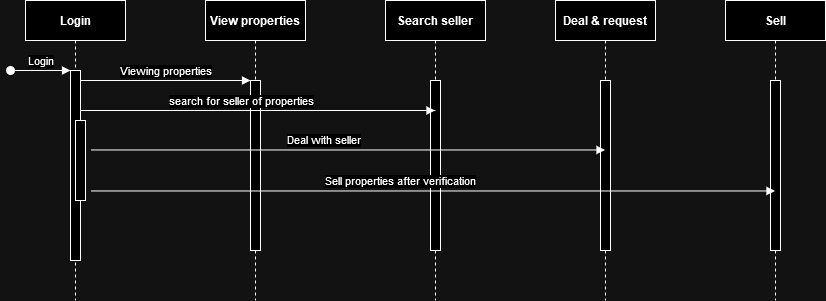 Login
View properties
Search seller
Deal & request
Sell
Login
Viewing properties
search for seller of properties
Deal with seller
Sell properties after verification